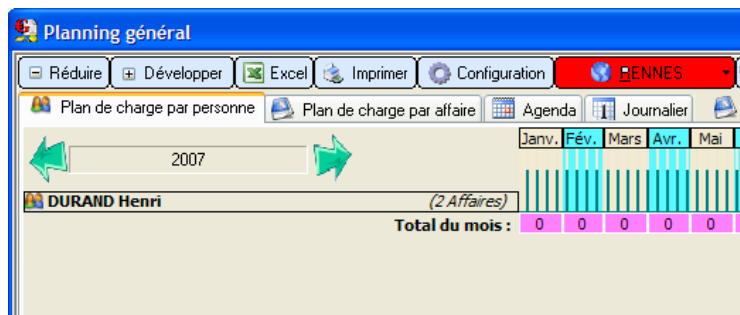 Planning général
Réduire Développer Excel Imprimer Configuration RENNES
Plan de charge par personne Plan de charge par affaire Agenda Journalier
Janv. Fév. Mars Avr. Mai
2007
DURAND Henri (2 Affaires)
Total du mois : 0 0 0 0 0